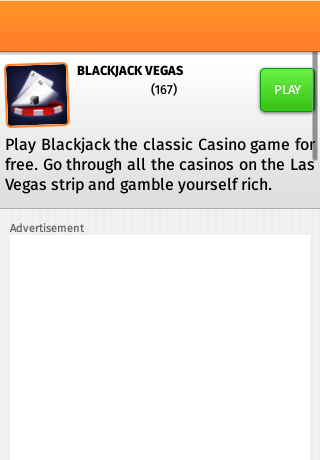 BLACKJACK VEGAS
(167)
PLAY
Play Blackjack the classic Casino game for
free. Go through all the casinos on the Las
Vegas strip and gamble yourself rich.
Advertisement